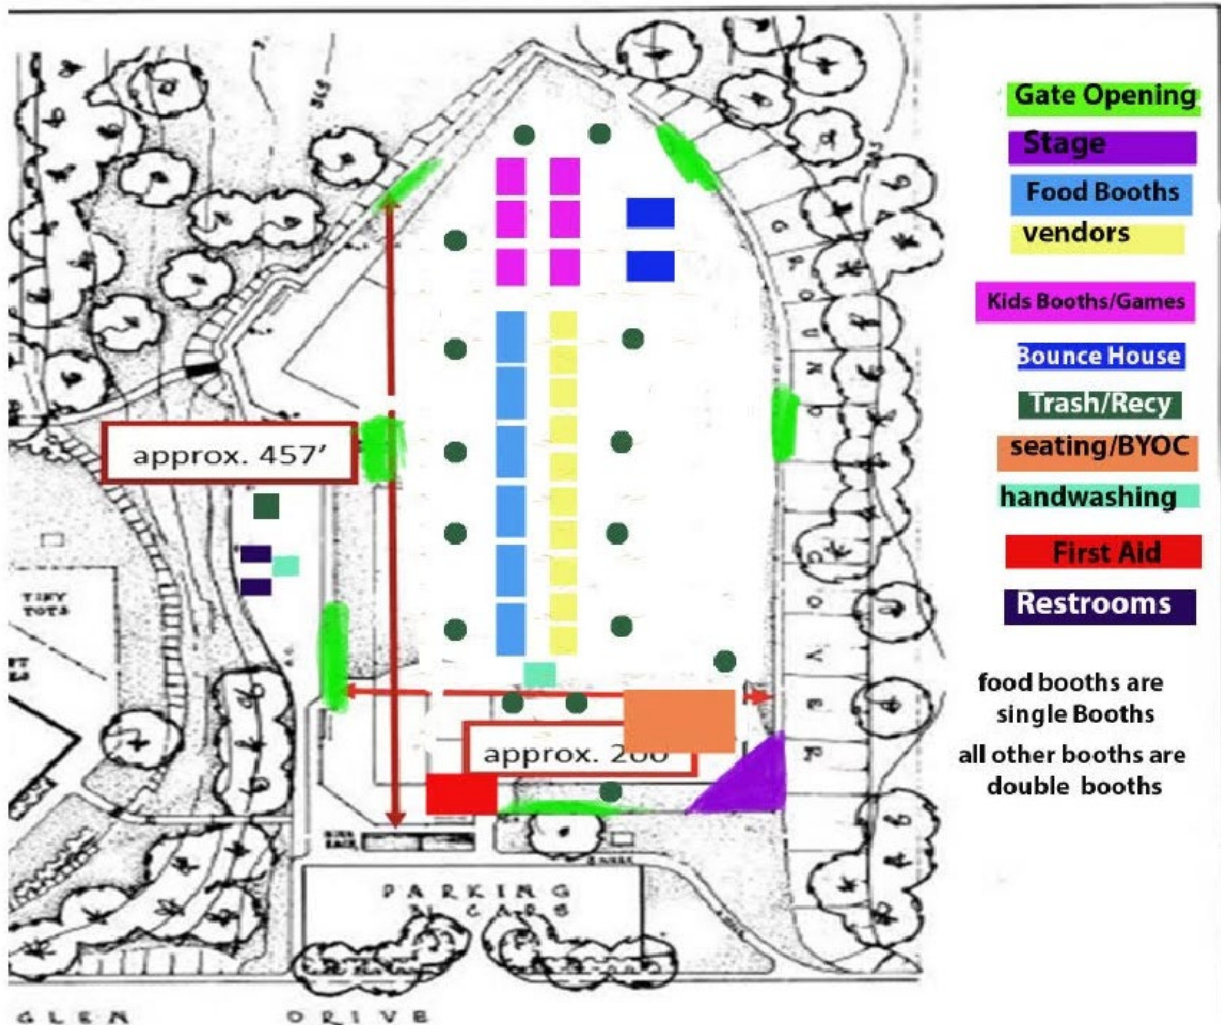 Gate Opening
Stage
Food Booths
vendors
Kids Booths/Games
Bounce House
Trash/Recy
seating/BYOC
handwashing
First Aid
Restrooms
food booths are
single Booths
all other booths are
double booths
approx. 457'
approx. 200'
TINY
TOTS
G R O U N D
C O V E R
PARKING
CARS
GLEN DRIVE